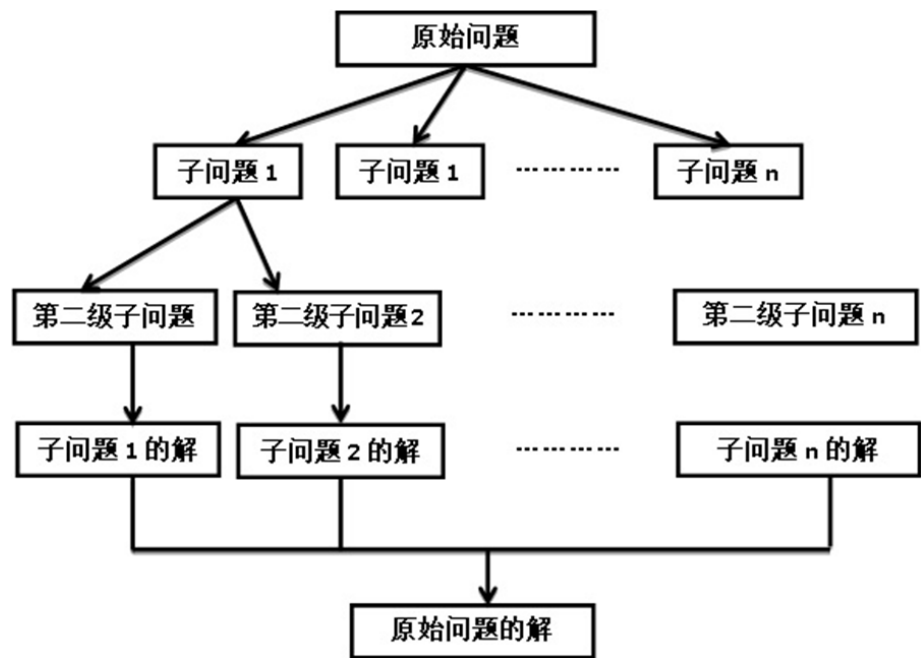 原始问题
子问题 1 子问题 1 ………… 子问题 n
第二级子问题 第二级子问题 2 ………… 第二级子问题 n
子问题 1 的解 子问题 2 的解 ………… 子问题 n 的解
原始问题的解